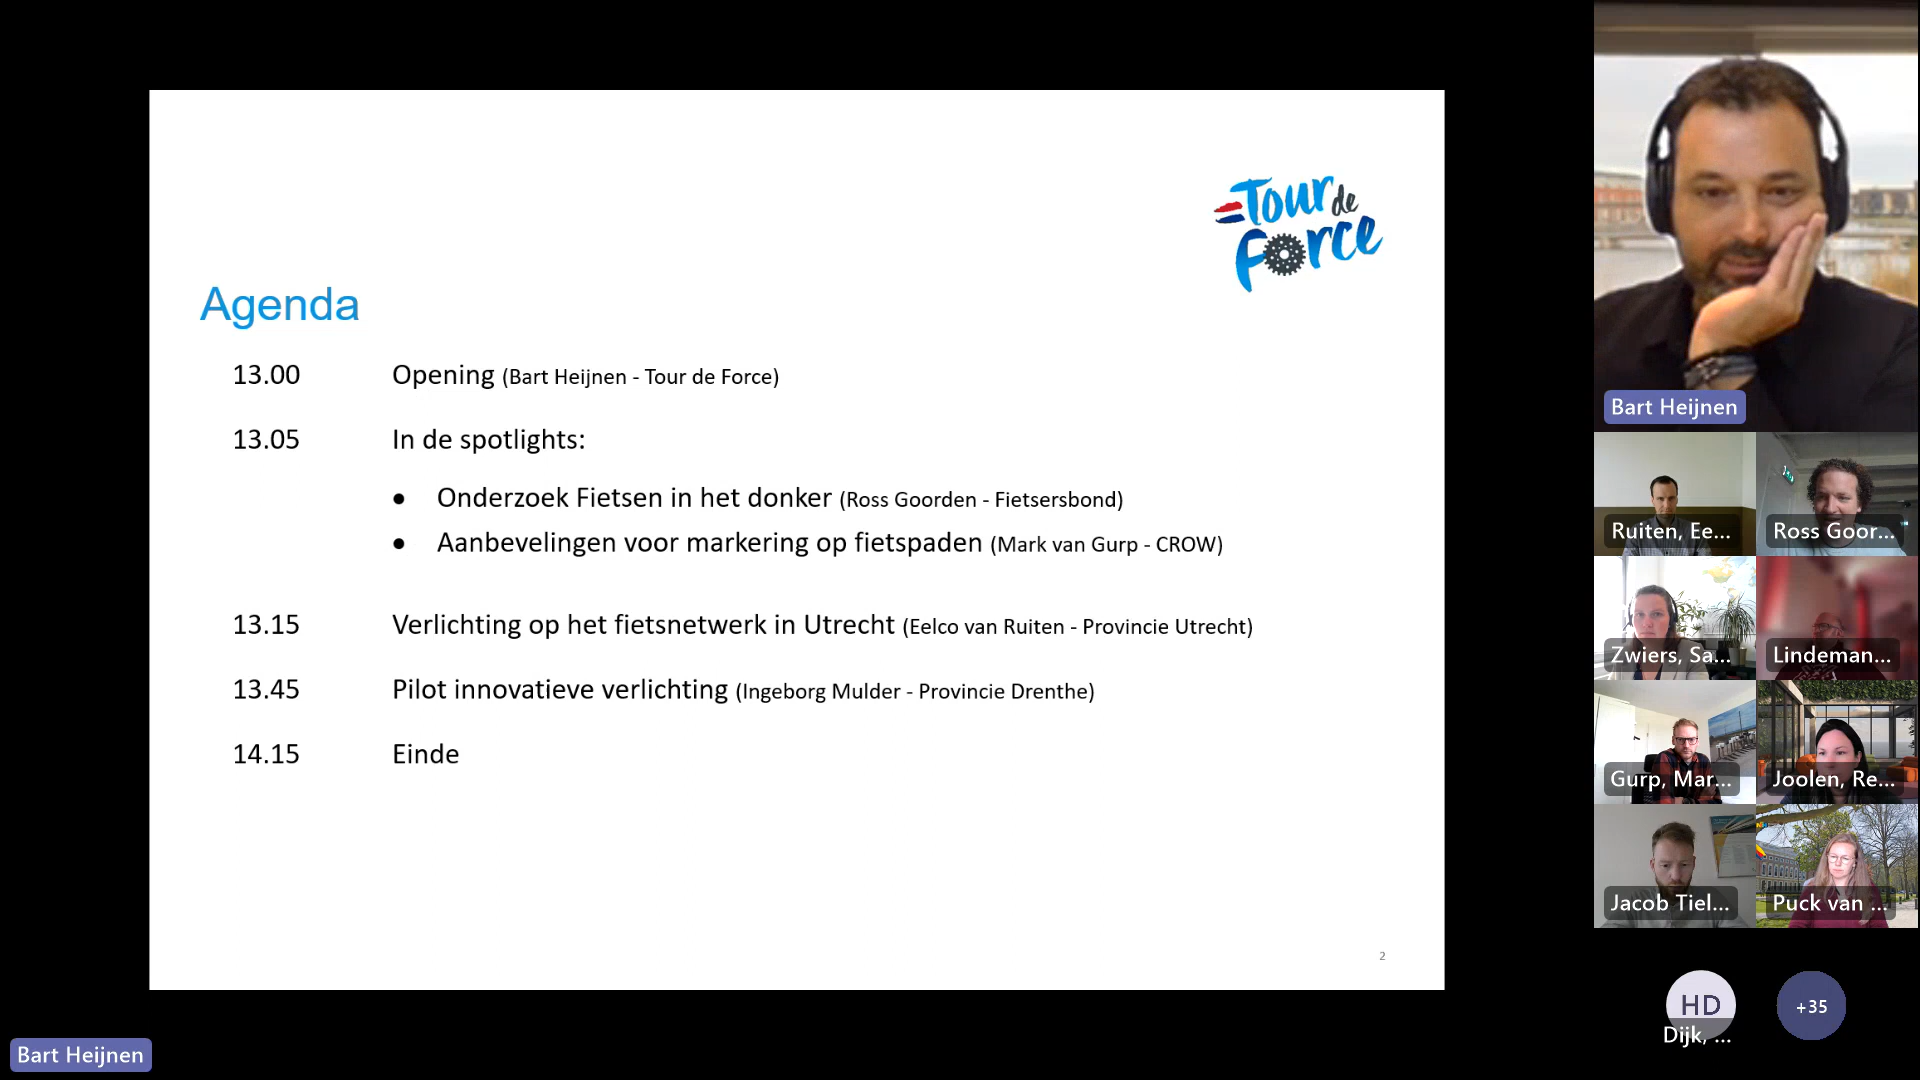 Tour de
Force
Agenda
13.00 Opening (Bart Heijnen - Tour de Force)
13.05 In de spotlights:
• Onderzoek Fietsen in het donker (Ross Goorden - Fietsersbond)
• Aanbevelingen voor markering op fietspaden (Mark van Gurp - CROW)
13.15 Verlichting op het fietsnetwerk in Utrecht (Eelco van Ruiten - Provincie Utrecht)
13.45 Pilot innovatieve verlichting (Ingeborg Mulder - Provincie Drenthe)
14.15 Einde
2
Bart Heijnen
Bart Heijnen
Ruiten, Ee...
Ross Goor...
Zwiers, Sa...
Lindeman...
Gurp, Mar...
Joolen, Re...
Jacob Tiel...
Puck van ...
HD
Dijk, ...
+35